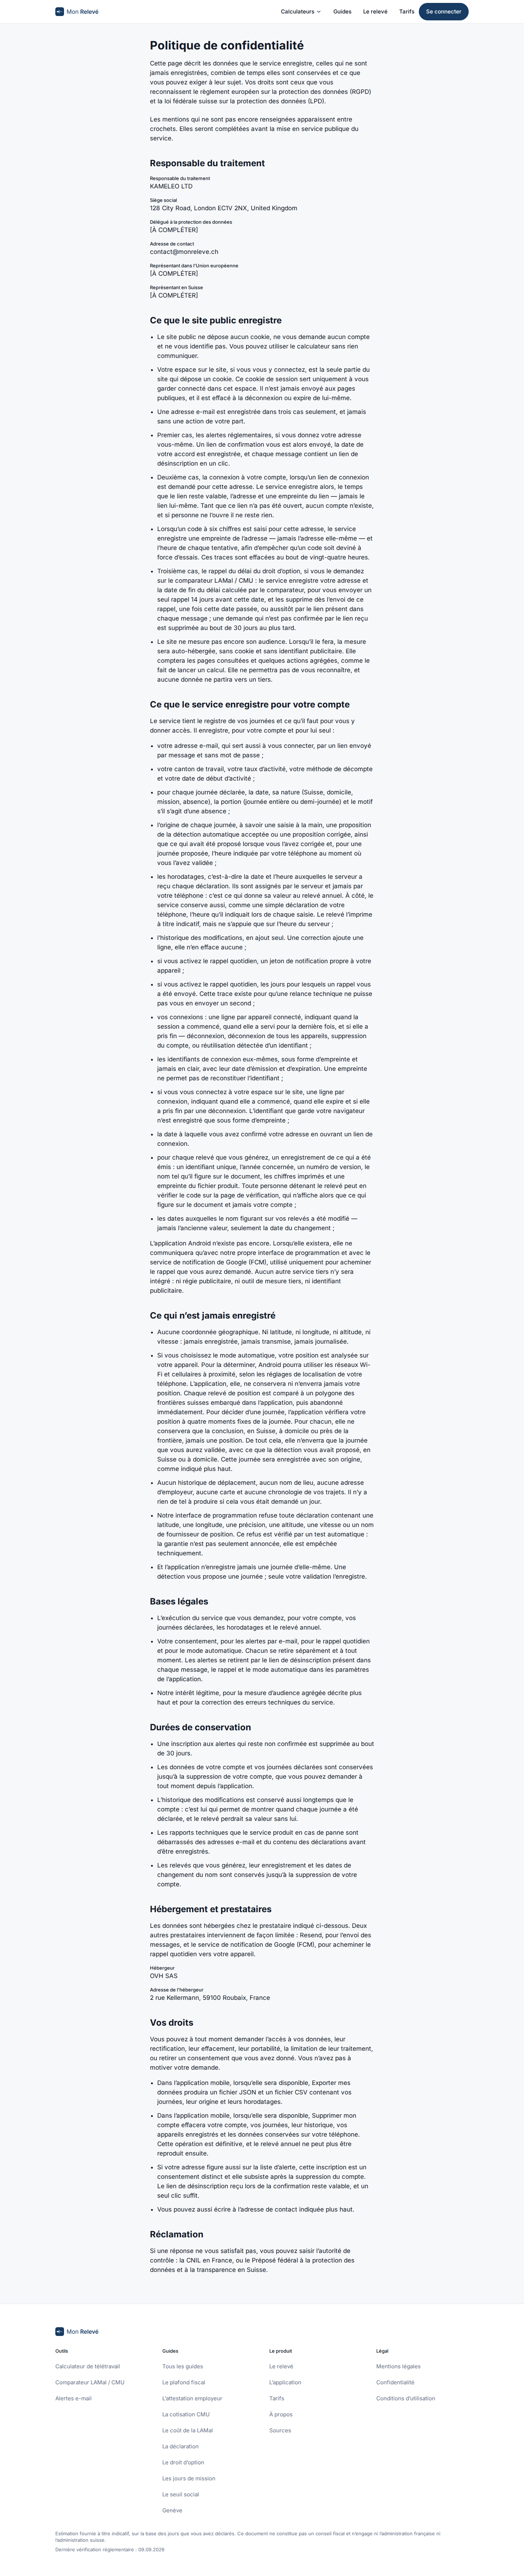 Mon Relevé
Calculateurs
Guides
Le relevé
Tarifs
Se connecter
Politique de confidentialité
Cette page décrit les données que le service enregistre, celles qui ne sont
jamais enregistrées, combien de temps elles sont conservées et ce que
vous pouvez exiger à leur sujet. Vos droits sont ceux que vous
reconnaissent le règlement européen sur la protection des données (RGPD)
et la loi fédérale suisse sur la protection des données (LPD).
Les mentions qui ne sont pas encore renseignées apparaissent entre
crochets. Elles seront complétées avant la mise en service publique du
service.
Responsable du traitement
Responsable du traitement
KAMELEO LTD
Siège social
128 City Road, London EC1V 2NX, United Kingdom
Délégué à la protection des données
[À COMPLÉTER]
Adresse de contact
contact@monreleve.ch
Représentant dans l'Union européenne
[À COMPLÉTER]
Représentant en Suisse
[À COMPLÉTER]
Ce que le site public enregistre
• Le site public ne dépose aucun cookie, ne vous demande aucun compte
et ne vous identifie pas. Vous pouvez utiliser le calculateur sans rien
communiquer.
• Votre espace sur le site, si vous vous y connectez, est la seule partie du
site qui dépose un cookie. Ce cookie de session sert uniquement à vous
garder connecté dans cet espace. Il n'est jamais envoyé aux pages
publiques, et il est effacé à la déconnexion ou expire de lui-même.
• Une adresse e-mail est enregistrée dans trois cas seulement, et jamais
sans une action de votre part.
• Premier cas, les alertes réglementaires, si vous donnez votre adresse
vous-même. Un lien de confirmation vous est alors envoyé, la date de
votre accord est enregistrée, et chaque message contient un lien de
désinscription en un clic.
• Deuxième cas, la connexion à votre compte, lorsqu'un lien de connexion
est demandé pour cette adresse. Le service enregistre alors, le temps
que le lien reste valable, l'adresse et une empreinte du lien — jamais le
lien lui-même. Tant que ce lien n'a pas été ouvert, aucun compte n'existe,
et si personne ne l'ouvre il ne reste rien.
• Lorsqu'un code à six chiffres est saisi pour cette adresse, le service
enregistre une empreinte de l'adresse — jamais l'adresse elle-même — et
l'heure de chaque tentative, afin d'empêcher qu'un code soit deviné à
force d'essais. Ces traces sont effacées au bout de vingt-quatre heures.
• Troisième cas, le rappel du délai du droit d'option, si vous le demandez
sur le comparateur LAMal / CMU : le service enregistre votre adresse et
la date de fin du délai calculée par le comparateur, pour vous envoyer un
seul rappel 14 jours avant cette date, et les supprime dès l'envoi de ce
rappel, une fois cette date passée, ou aussitôt par le lien présent dans
chaque message ; une demande qui n'est pas confirmée par le lien reçu
est supprimée au bout de 30 jours au plus tard.
• Le site ne mesure pas encore son audience. Lorsqu'il le fera, la mesure
sera auto-hébergée, sans cookie et sans identifiant publicitaire. Elle
comptera les pages consultées et quelques actions agrégées, comme le
fait de lancer un calcul. Elle ne permettra pas de vous reconnaître, et
aucune donnée ne partira vers un tiers.
Ce que le service enregistre pour votre compte
Le service tient le registre de vos journées et ce qu'il faut pour vous y
donner accès. Il enregistre, pour votre compte et pour lui seul :
• votre adresse e-mail, qui sert aussi à vous connecter, par un lien envoyé
par message et sans mot de passe ;
• votre canton de travail, votre taux d'activité, votre méthode de décompte
et votre date de début d'activité ;
• pour chaque journée déclarée, la date, sa nature (Suisse, domicile,
mission, absence), la portion (journée entière ou demi-journée) et le motif
s'il s'agit d'une absence ;
• l'origine de chaque journée, à savoir une saisie à la main, une proposition
de la détection automatique acceptée ou une proposition corrigée, ainsi
que ce qui avait été proposé lorsque vous l'avez corrigée et, pour une
journée proposée, l'heure indiquée par votre téléphone au moment où
vous l'avez validée ;
• les horodatages, c'est-à-dire la date et l'heure auxquelles le serveur a
reçu chaque déclaration. Ils sont assignés par le serveur et jamais par
votre téléphone : c'est ce qui donne sa valeur au relevé annuel. À côté, le
service conserve aussi, comme une simple déclaration de votre
téléphone, l'heure qu'il indiquait lors de chaque saisie. Le relevé l'imprime
à titre indicatif, mais ne s'appuie que sur l'heure du serveur ;
• l'historique des modifications, en ajout seul. Une correction ajoute une
ligne, elle n'en efface aucune ;
• si vous activez le rappel quotidien, un jeton de notification propre à votre
appareil ;
• si vous activez le rappel quotidien, les jours pour lesquels un rappel vous
a été envoyé. Cette trace existe pour qu'une relance technique ne puisse
pas vous en envoyer un second ;
• vos connexions : une ligne par appareil connecté, indiquant quand la
session a commencé, quand elle a servi pour la dernière fois, et si elle a
pris fin — déconnexion, déconnexion de tous les appareils, suppression
du compte, ou réutilisation détectée d'un identifiant ;
• les identifiants de connexion eux-mêmes, sous forme d'empreinte et
jamais en clair, avec leur date d'émission et d'expiration. Une empreinte
ne permet pas de reconstituer l'identifiant ;
• si vous vous connectez à votre espace sur le site, une ligne par
connexion, indiquant quand elle a commencé, quand elle expire et si elle
a pris fin par une déconnexion. L'identifiant que garde votre navigateur
n'est enregistré que sous forme d'empreinte ;
• la date à laquelle vous avez confirmé votre adresse en ouvrant un lien de
connexion.
• pour chaque relevé que vous générez, un enregistrement de ce qui a été
émis : un identifiant unique, l'année concernée, un numéro de version, le
nom tel qu'il figure sur le document, les chiffres imprimés et une
empreinte du fichier produit. Toute personne détenant le relevé peut en
vérifier le code sur la page de vérification, qui n'affiche alors que ce qui
figure sur le document et jamais votre compte ;
• les dates auxquelles le nom figurant sur vos relevés a été modifié —
jamais l'ancienne valeur, seulement la date du changement ;
L'application Android n'existe pas encore. Lorsqu'elle existera, elle ne
communiquera qu'avec notre propre interface de programmation et avec le
service de notification de Google (FCM), utilisé uniquement pour acheminer
le rappel que vous aurez demandé. Aucun autre service tiers n'y sera
intégré : ni régie publicitaire, ni outil de mesure tiers, ni identifiant
publicitaire.
Ce qui n'est jamais enregistré
• Aucune coordonnée géographique. Ni latitude, ni longitude, ni altitude, ni
vitesse : jamais enregistrée, jamais transmise, jamais journalisée.
• Si vous choisissez le mode automatique, votre position est analysée sur
votre appareil. Pour la déterminer, Android pourra utiliser les réseaux Wi-
Fi et cellulaires à proximité, selon les réglages de localisation de votre
téléphone. L'application, elle, ne conservera ni n'enverra jamais votre
position. Chaque relevé de position est comparé à un polygone des
frontières suisses embarqué dans l'application, puis abandonné
immédiatement. Pour décider d'une journée, l'application vérifiera votre
position à quatre moments fixes de la journée. Pour chacun, elle ne
conservera que la conclusion, en Suisse, à domicile ou près de la
frontière, jamais une position. De tout cela, elle n'enverra que la journée
que vous aurez validée, avec ce que la détection vous avait proposé, en
Suisse ou à domicile. Cette journée sera enregistrée avec son origine,
comme indiqué plus haut.
• Aucun historique de déplacement, aucun nom de lieu, aucune adresse
d'employeur, aucune carte et aucune chronologie de vos trajets. Il n'y a
rien de tel à produire si cela vous était demandé un jour.
• Notre interface de programmation refuse toute déclaration contenant une
latitude, une longitude, une précision, une altitude, une vitesse ou un nom
de fournisseur de position. Ce refus est vérifié par un test automatique :
la garantie n'est pas seulement annoncée, elle est empêchée
techniquement.
• Et l'application n'enregistre jamais une journée d'elle-même. Une
détection vous propose une journée ; seule votre validation l'enregistre.
Bases légales
• L'exécution du service que vous demandez, pour votre compte, vos
journées déclarées, les horodatages et le relevé annuel.
• Votre consentement, pour les alertes par e-mail, pour le rappel quotidien
et pour le mode automatique. Chacun se retire séparément et à tout
moment. Les alertes se retirent par le lien de désinscription présent dans
chaque message, le rappel et le mode automatique dans les paramètres
de l'application.
• Notre intérêt légitime, pour la mesure d'audience agrégée décrite plus
haut et pour la correction des erreurs techniques du service.
Durées de conservation
• Une inscription aux alertes qui reste non confirmée est supprimée au bout
de 30 jours.
• Les données de votre compte et vos journées déclarées sont conservées
jusqu'à la suppression de votre compte, que vous pouvez demander à
tout moment depuis l'application.
• L'historique des modifications est conservé aussi longtemps que le
compte : c'est lui qui permet de montrer quand chaque journée a été
déclarée, et le relevé perdrait sa valeur sans lui.
• Les rapports techniques que le service produit en cas de panne sont
débarrassés des adresses e-mail et du contenu des déclarations avant
d'être enregistrés.
• Les relevés que vous générez, leur enregistrement et les dates de
changement du nom sont conservés jusqu'à la suppression de votre
compte.
Hébergement et prestataires
Les données sont hébergées chez le prestataire indiqué ci-dessous. Deux
autres prestataires interviennent de façon limitée : Resend, pour l'envoi des
messages, et le service de notification de Google (FCM), pour acheminer le
rappel quotidien vers votre appareil.
Hébergeur
OVH SAS
Adresse de l'hébergeur
2 rue Kellermann, 59100 Roubaix, France
Vos droits
Vous pouvez à tout moment demander l'accès à vos données, leur
rectification, leur effacement, leur portabilité, la limitation de leur traitement,
ou retirer un consentement que vous avez donné. Vous n'avez pas à
motiver votre demande.
• Dans l'application mobile, lorsqu'elle sera disponible, Exporter mes
données produira un fichier JSON et un fichier CSV contenant vos
journées, leur origine et leurs horodatages.
• Dans l'application mobile, lorsqu'elle sera disponible, Supprimer mon
compte effacera votre compte, vos journées, leur historique, vos
appareils enregistrés et les données conservées sur votre téléphone.
Cette opération est définitive, et le relevé annuel ne peut plus être
reproduit ensuite.
• Si votre adresse figure aussi sur la liste d'alerte, cette inscription est un
consentement distinct et elle subsiste après la suppression du compte.
Le lien de désinscription reçu lors de la confirmation reste valable, et un
seul clic suffit.
• Vous pouvez aussi écrire à l'adresse de contact indiquée plus haut.
Réclamation
Si une réponse ne vous satisfait pas, vous pouvez saisir l'autorité de
contrôle : la CNIL en France, ou le Préposé fédéral à la protection des
données et à la transparence en Suisse.
Mon Relevé
Outils
Calculateur de télétravail
Comparateur LAMal / CMU
Alertes e-mail
Guides
Tous les guides
Le plafond fiscal
L'attestation employeur
La cotisation CMU
Le coût de la LAMal
La déclaration
Le droit d'option
Les jours de mission
Le seuil social
Genève
Le produit
Le relevé
L'application
Tarifs
À propos
Sources
Légal
Mentions légales
Confidentialité
Conditions d'utilisation
Estimation fournie à titre indicatif, sur la base des jours que vous avez déclarés. Ce document ne constitue pas un conseil fiscal et n'engage ni l'administration française ni
l'administration suisse.
Dernière vérification réglementaire : 09.09.2026